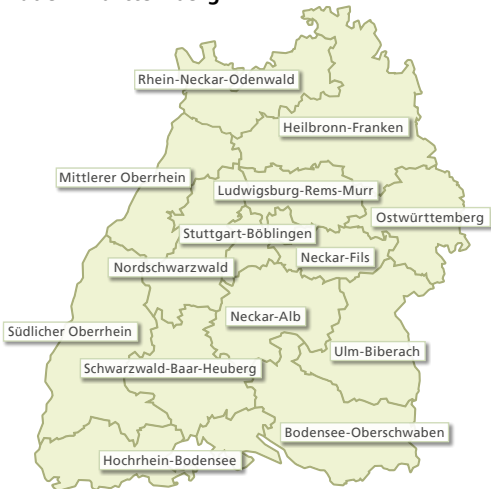 Rhein-Neckar-Odenwald
Heilbronn-Franken
Mittlerer Oberrhein
Ludwigsburg-Rems-Murr
Ostwürttemberg
Stuttgart-Böblingen
Neckar-Fils
Nordschwarzwald
Neckar-Alb
Südlicher Oberrhein
Ulm-Biberach
Schwarzwald-Baar-Heuberg
Bodensee-Oberschwaben
Hochrhein-Bodensee